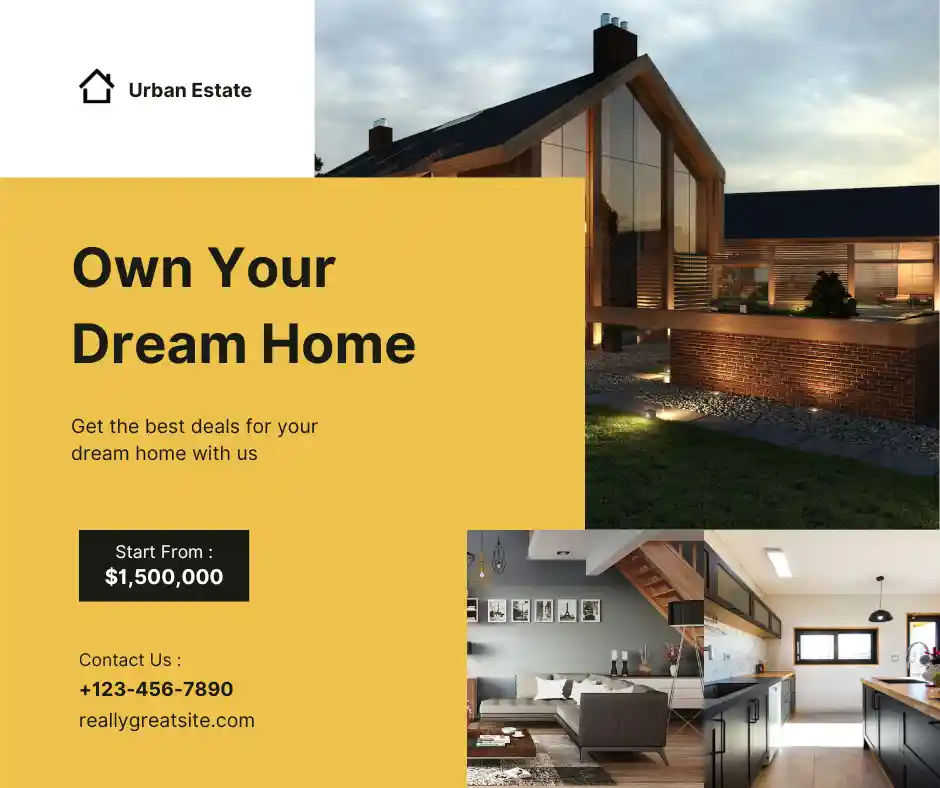 Urban Estate
Own Your
Dream Home
Get the best deals for your
dream home with us
Start From :
$1,500,000
Contact Us :
+123-456-7890
reallygreatsite.com